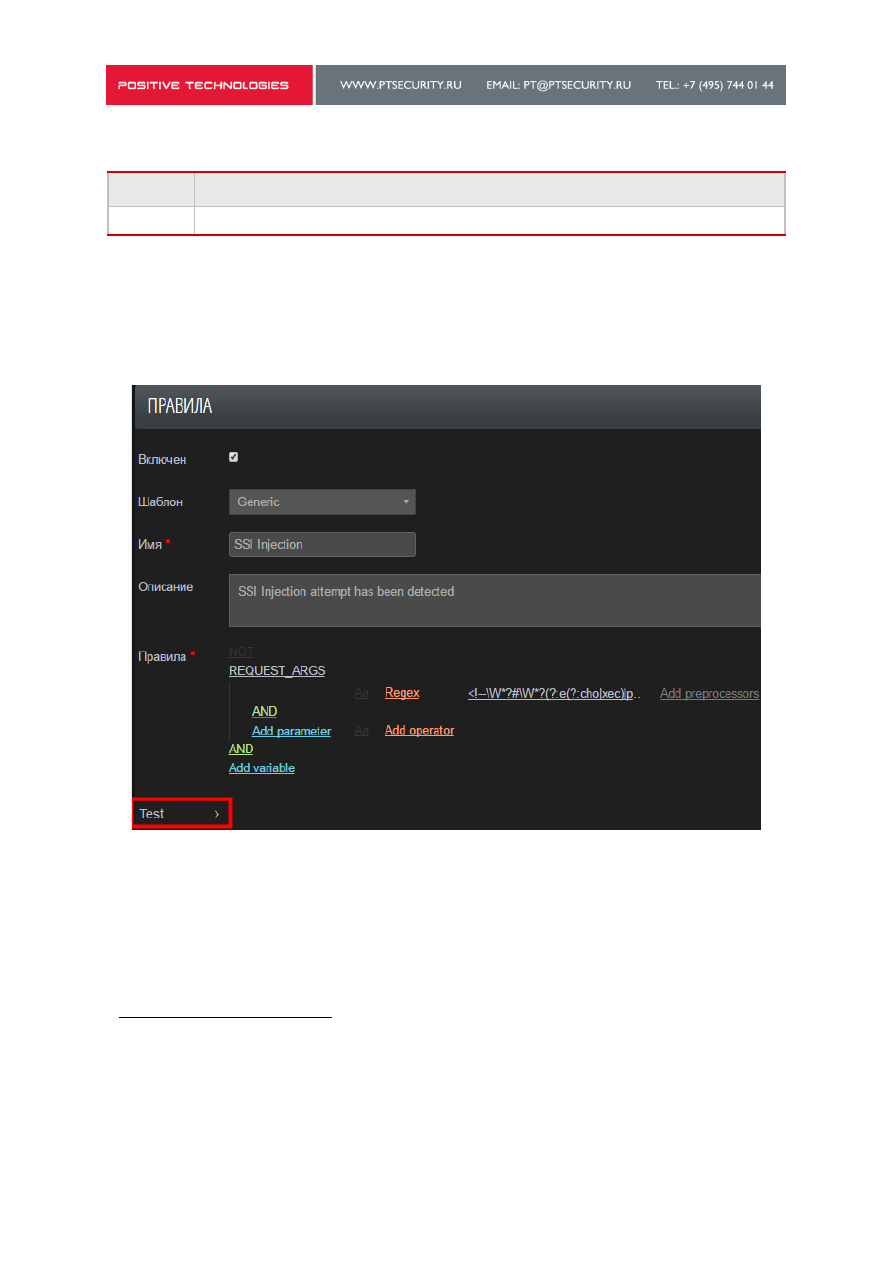 POSITIVE TECHNOLOGIES WWW.PTSECURITY.RU EMAIL: PT@PTSECURITY.RU TEL.: +7 (495) 744 01 44
ПРАВИЛА
Включен
Шаблон Generic
Имя * SSI Injection
Описание SSI Injection attempt has been detected
Правила * NOT
REQUEST_ARGS
Aa Regex <!--\W*?#\W*?(?:e(?:cho|xec)|p... Add preprocessors
AND
Add parameter Aa Add operator
AND
Add variable
Test ›